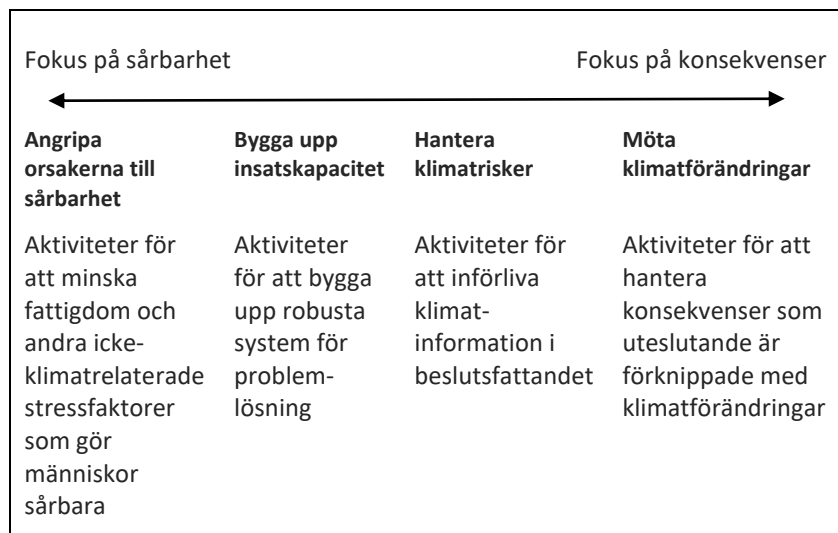 Fokus på sårbarhet
Fokus på konsekvenser
Angripa
orsakerna till
sårbarhet
Bygga upp
insatskapacitet
Hantera
klimatrisker
Möta
klimatförändringar
Aktiviteter för
att minska
fattigdom och
andra icke-
klimatrelaterade
stressfaktorer
som gör
människor
sårbara
Aktiviteter
för att bygga
upp robusta
system för
problem-
lösning
Aktiviteter för
att införliva
klimat-
information i
beslutsfattandet
Aktiviteter för att
hantera
konsekvenser som
uteslutande är
förknippade med
klimatförändringar